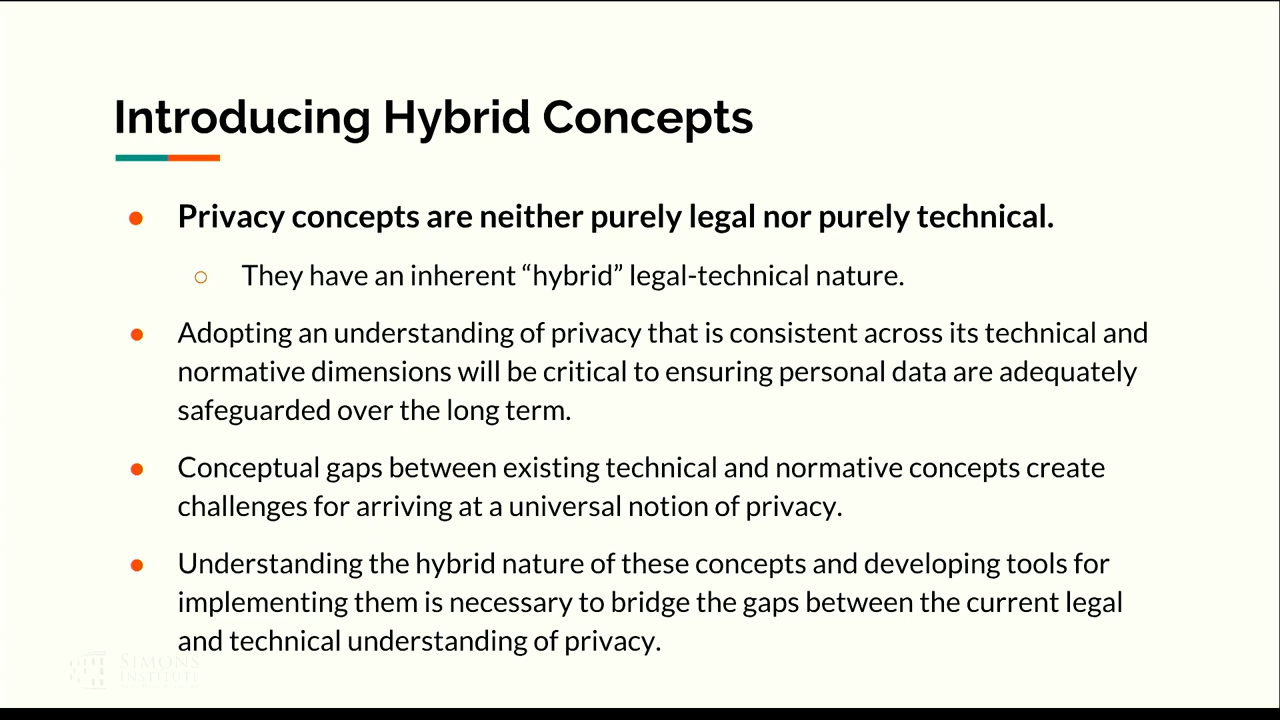 Introducing Hybrid Concepts
● Privacy concepts are neither purely legal nor purely technical.
○ They have an inherent “hybrid” legal-technical nature.
● Adopting an understanding of privacy that is consistent across its technical and
normative dimensions will be critical to ensuring personal data are adequately
safeguarded over the long term.
● Conceptual gaps between existing technical and normative concepts create
challenges for arriving at a universal notion of privacy.
● Understanding the hybrid nature of these concepts and developing tools for
implementing them is necessary to bridge the gaps between the current legal
and technical understanding of privacy.
SIMONS
INSTITUTE